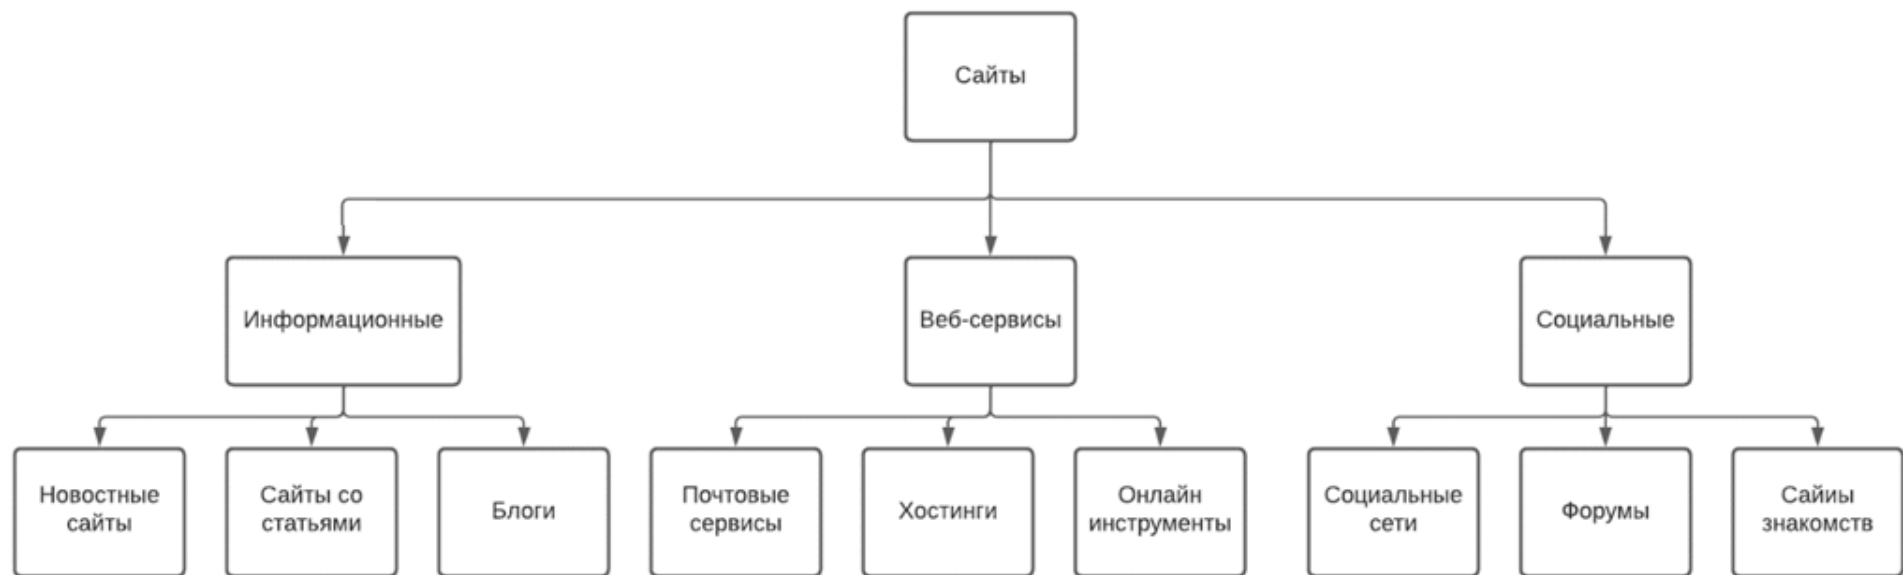 Сайты
Информационные
Веб-сервисы
Социальные
Новостные
сайты
Сайты со
статьями
Блоги
Почтовые
сервисы
Хостинги
Онлайн
инструменты
Социальные
сети
Форумы
Сайиы
знакомств